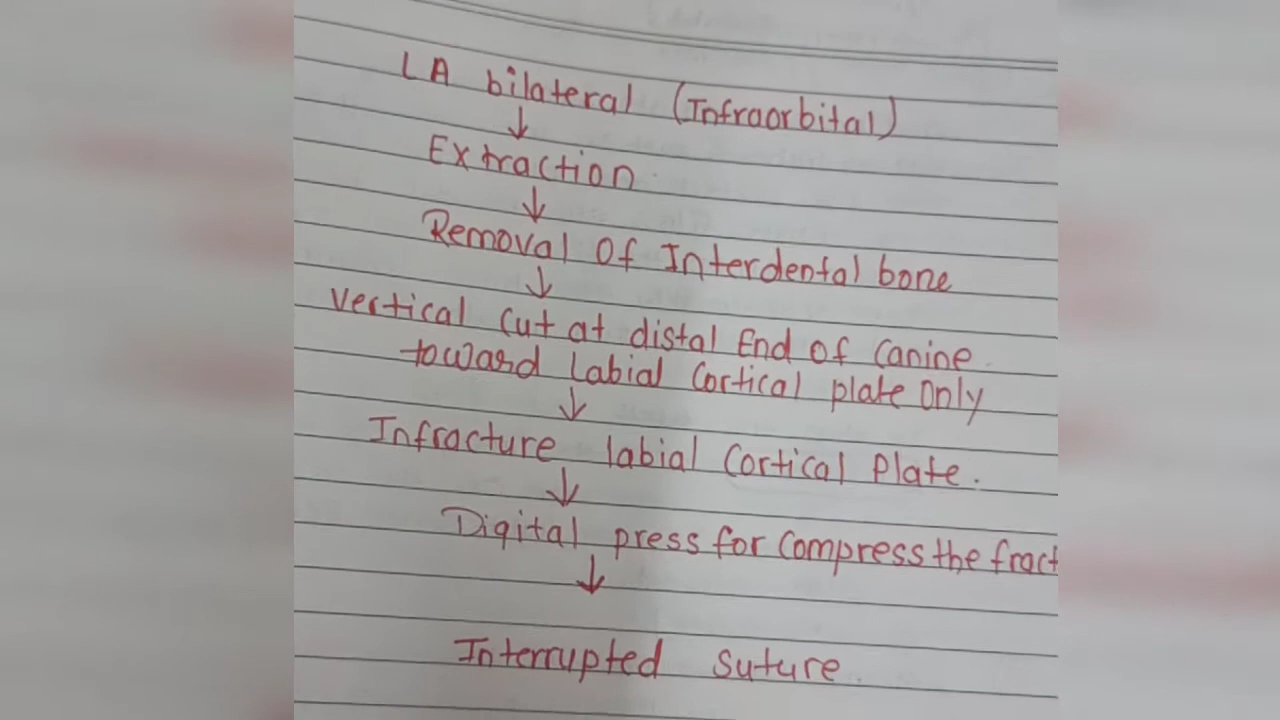 LA bilateral (Infraorbital)
↓
Extraction
↓
Removal Of Interdental bone
↓
Vertical Cut at distal End of Canine
toward Labial Cortical plate Only
↓
Infracture labial Cortical Plate.
↓
Digital press for Compress the fract
↓
Interrupted Suture.